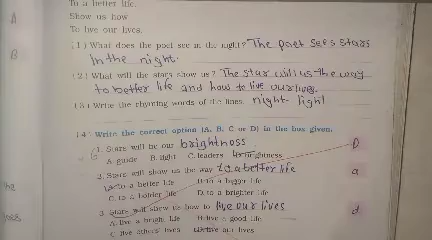 To a better life.
Show us how
To live our lives.
(1) What does the poet see in the night? The poet sees stars
in the night.
(2) What will the stars show us? The star will us the way
to better life and how to live our lives.
(3) Write the rhyming words of the lines. night light
(4) Write the correct option (A, B, C or D) in the box given.
1. Stars will be our brightness
A. guide B. light C. leaders D. brightness
2. Stars will show us the way to a better life
A. to a better life B. to a bigger life
C. to a D. to a brighter life
3. Stars will show us how to live our lives
A. live a bright life B. live a good life
C. live others' lives D. live our lives
A
B
D
a
d